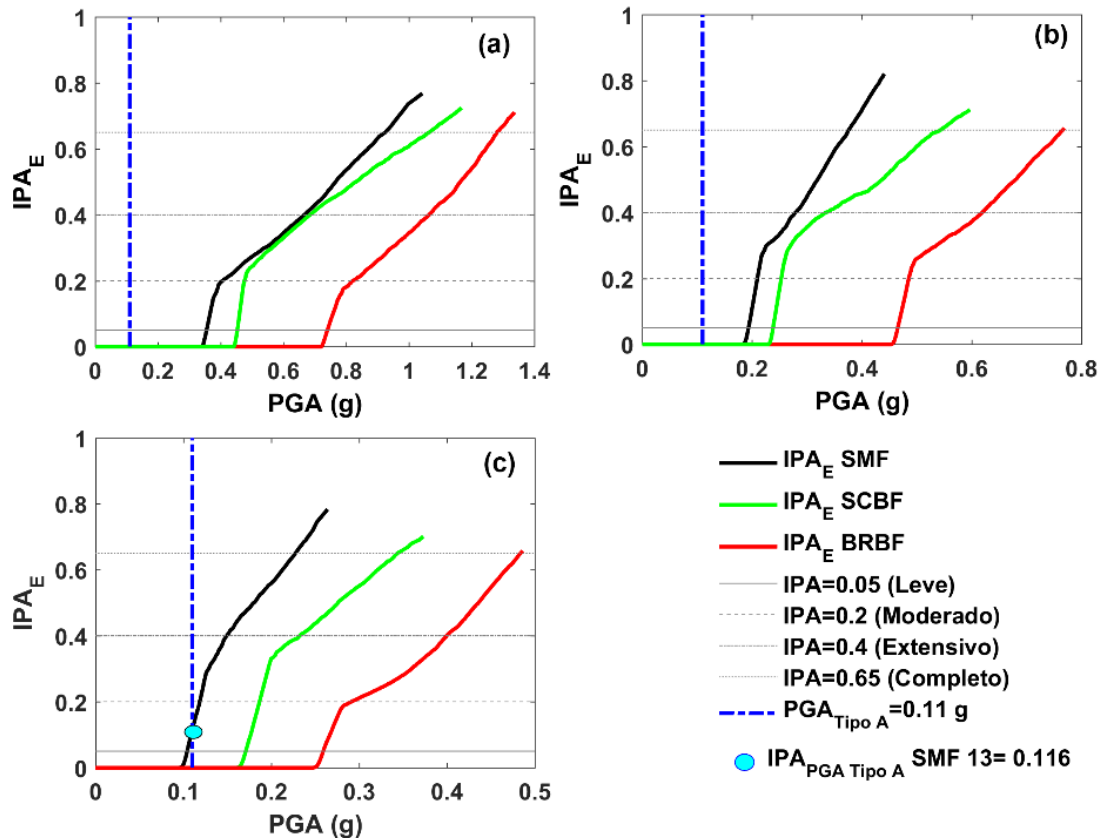 (a)
IPA_E
1
0.8
0.6
0.4
0.2
0
0 0.2 0.4 0.6 0.8 1 1.2 1.4
PGA (g)
(b)
IPA_E
1
0.8
0.6
0.4
0.2
0
0 0.2 0.4 0.6 0.8
PGA (g)
(c)
IPA_E
1
0.8
0.6
0.4
0.2
0
0 0.1 0.2 0.3 0.4 0.5
PGA (g)
IPA_E SMF
IPA_E SCBF
IPA_E BRBF
IPA=0.05 (Leve)
IPA=0.2 (Moderado)
IPA=0.4 (Extensivo)
IPA=0.65 (Completo)
PGA_Tipo A=0.11 g
IPA_PGA Tipo A SMF 13= 0.116